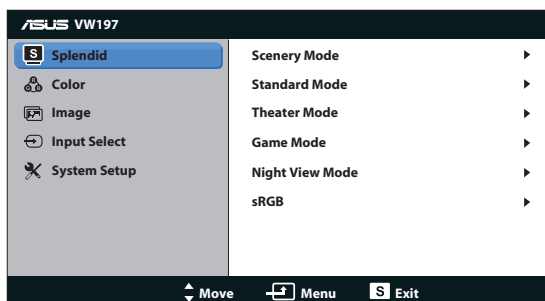 ASUS VW197
S Splendid
Color
Image
Input Select
System Setup
Scenery Mode
Standard Mode
Theater Mode
Game Mode
Night View Mode
sRGB
Move Menu S Exit